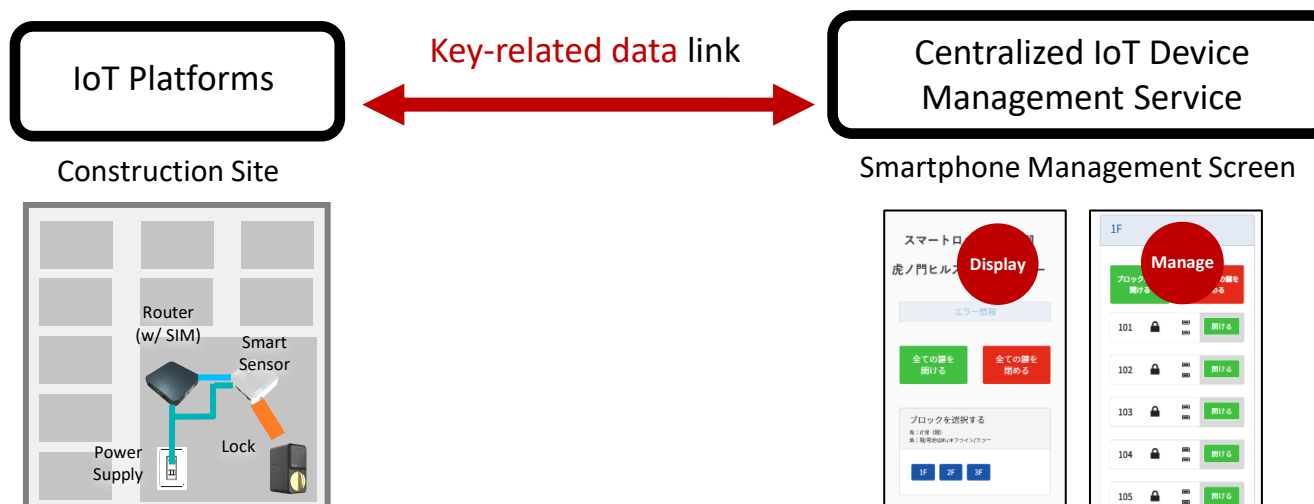 IoT Platforms
Key-related data link
Centralized IoT Device
Management Service
Construction Site
Smartphone Management Screen
Router
(w/ SIM)
Smart
Sensor
Power
Supply
Lock
スマートロ
虎ノ門ヒルズ
Display
エラー情報
全ての鍵を
開ける
全ての鍵を
閉める
ブロックを選択する
1F 2F 3F
1F
Manage
ブロック
開ける
の鍵を
める
101 開ける
102 開ける
103 開ける
104 開ける
105 開ける